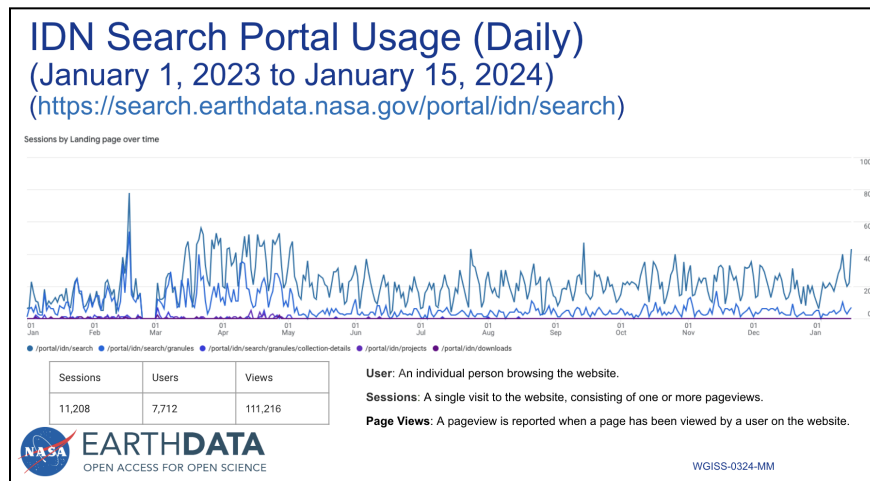 IDN Search Portal Usage (Daily)
(January 1, 2023 to January 15, 2024)
(https://search.earthdata.nasa.gov/portal/idn/search)
Sessions by Landing page over time
100
80
60
40
20
0
01 01 01 01 01 01 01 01 01 01 01 01 01
Jan Feb Mar Apr May Jun Jul Aug Sep Oct Nov Dec Jan
/portal/idn/search /portal/idn/search/granules /portal/idn/search/granules/collection-details /portal/idn/projects /portal/idn/downloads
Sessions Users Views
11,208 7,712 111,216
User: An individual person browsing the website.
Sessions: A single visit to the website, consisting of one or more pageviews.
Page Views: A pageview is reported when a page has been viewed by a user on the website.
NASA
EARTHDATA
OPEN ACCESS FOR OPEN SCIENCE
WGISS-0324-MM